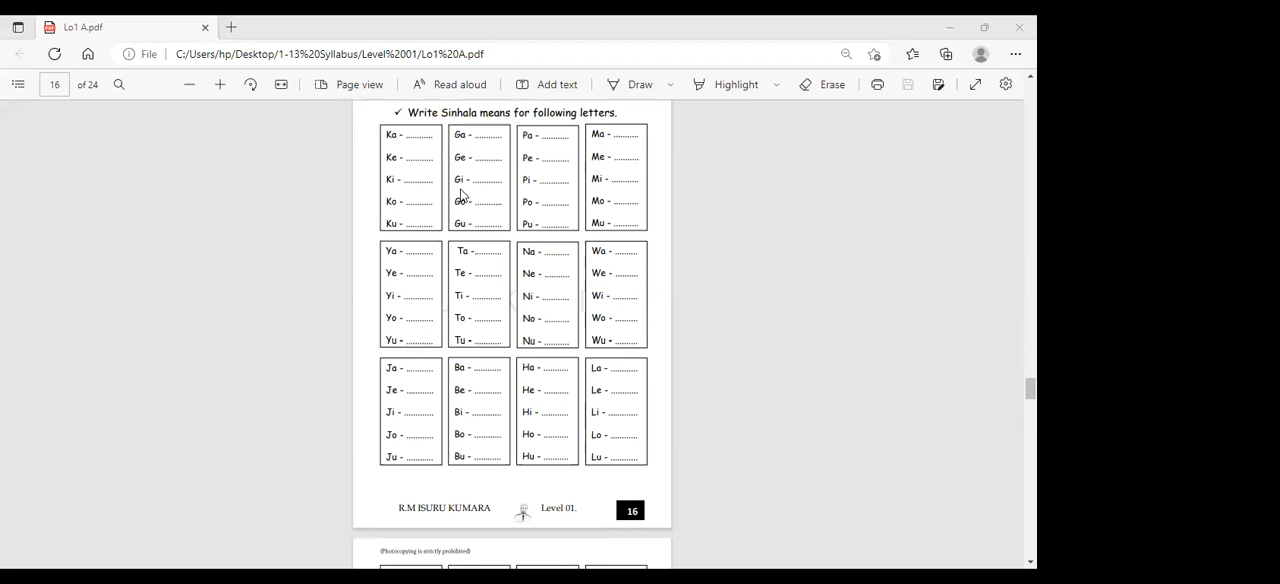 Lo1 A.pdf
File C:/Users/hp/Desktop/1-13%20Syllabus/Level%2001/Lo1%20A.pdf
16 of 24 Page view Read aloud Add text Draw Highlight Erase
✓ Write Sinhala means for following letters.
Ka - ............ Ga - ............ Pa - ............ Ma - ............
Ke - ............ Ge - ............ Pe - ............ Me - ............
Ki - ............ Gi - ............ Pi - ............ Mi - ............
Ko - ............ Go - ............ Po - ............ Mo - ............
Ku - ............ Gu - ............ Pu - ............ Mu - ............
Ya - ............ Ta - ............ Na - ............ Wa - ............
Ye - ............ Te - ............ Ne - ............ We - ............
Yi - ............ Ti - ............ Ni - ............ Wi - ............
Yo - ............ To - ............ No - ............ Wo - ............
Yu - ............ Tu - ............ Nu - ............ Wu - ............
Ja - ............ Ba - ............ Ha - ............ La - ............
Je - ............ Be - ............ He - ............ Le - ............
Ji - ............ Bi - ............ Hi - ............ Li - ............
Jo - ............ Bo - ............ Ho - ............ Lo - ............
Ju - ............ Bu - ............ Hu - ............ Lu - ............
R.M ISURU KUMARA Level 01. 16
(Photocopying is strictly prohibited)